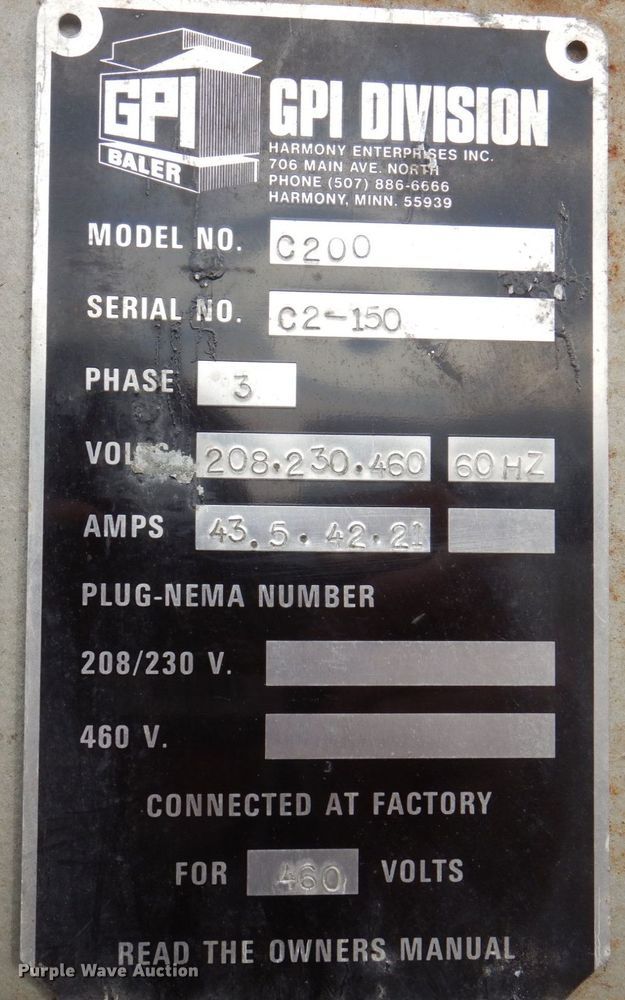 GPI
BALER
GPI DIVISION
HARMONY ENTERPRISES INC.
706 MAIN AVE. NORTH
PHONE (507) 886-6666
HARMONY, MINN. 55939
MODEL NO. C200
SERIAL NO. C2-150
PHASE 3
VOLTS 208.230.460 60 HZ
AMPS 43.5.42.21
PLUG-NEMA NUMBER
208/230 V.
460 V.
CONNECTED AT FACTORY
FOR 460 VOLTS
READ THE OWNERS MANUAL
Purple Wave Auction